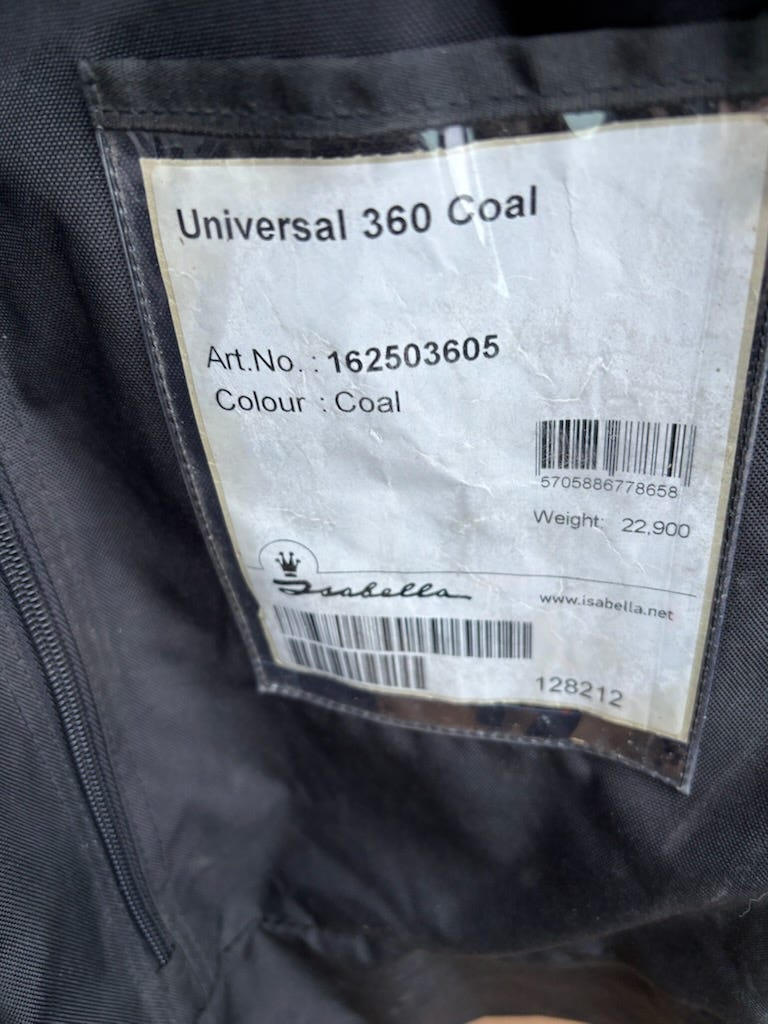 Universal 360 Coal
Art.No. : 162503605
Colour : Coal
5705886778658
Weight: 22,900
Isabella
www.isabella.net
128212